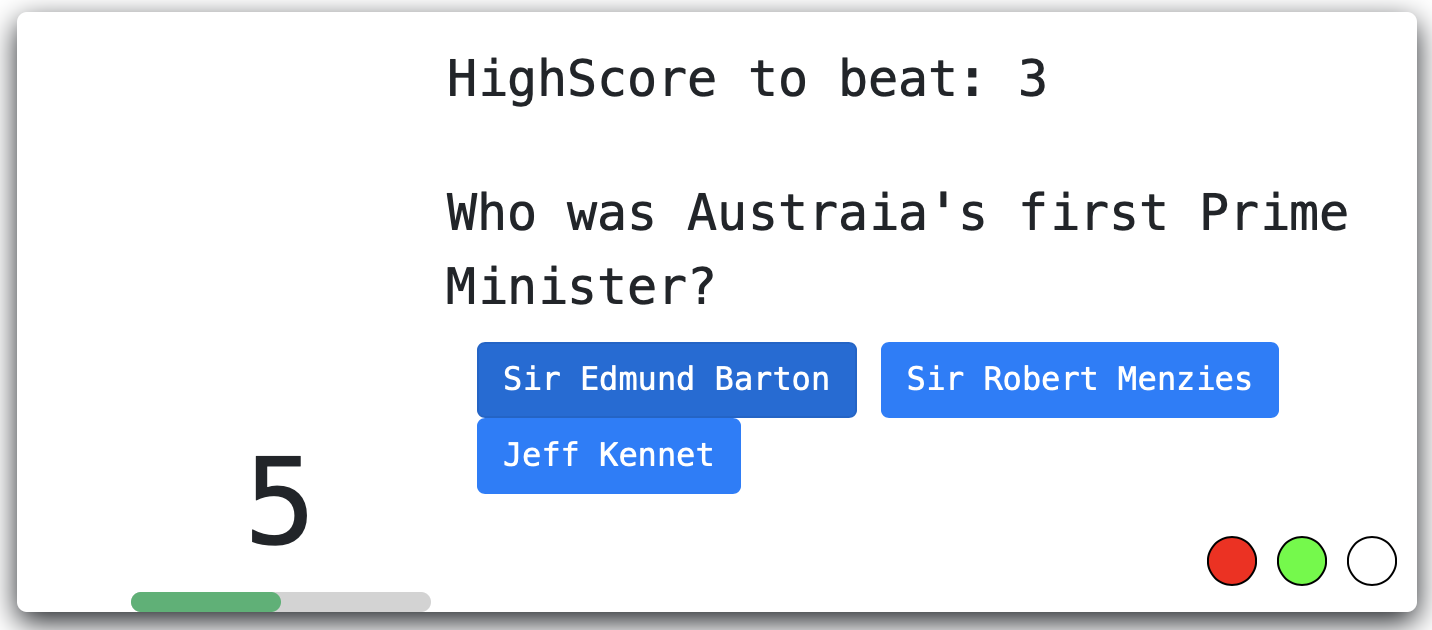 HighScore to beat: 3
Who was Austraia's first Prime
Minister?
Sir Edmund Barton
Sir Robert Menzies
Jeff Kennet
5